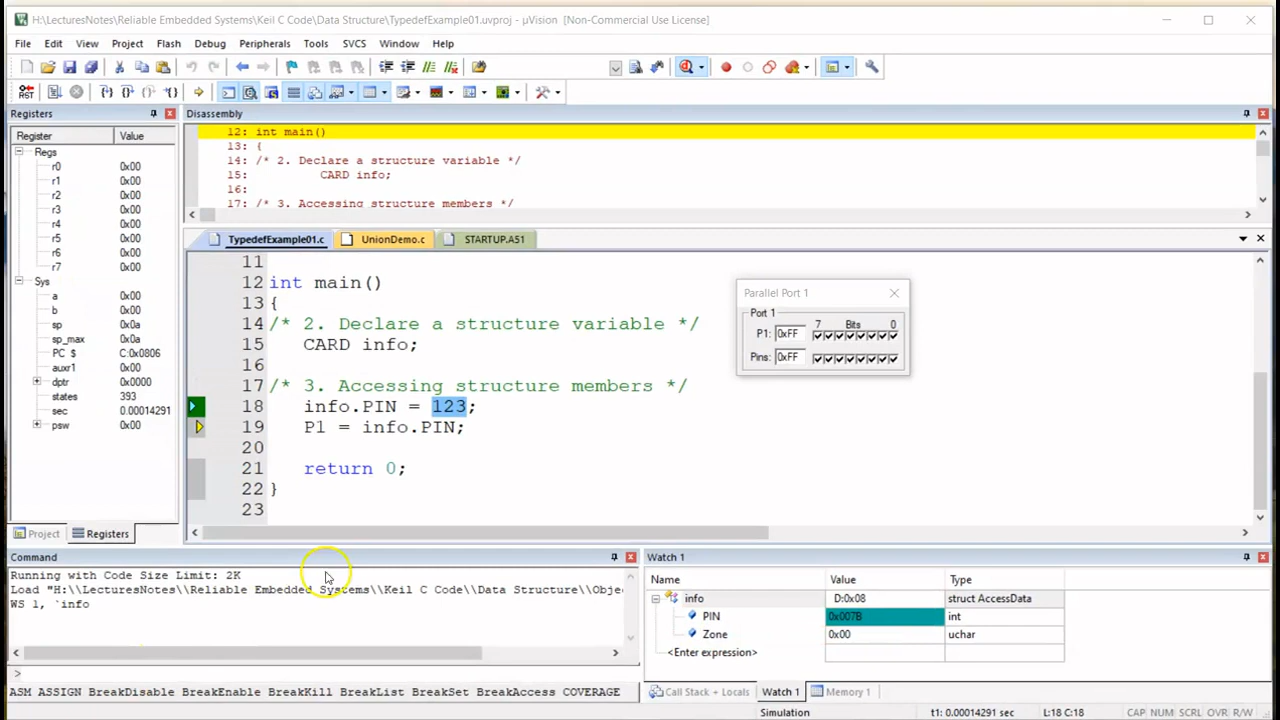 H:\LecturesNotes\Reliable Embedded Systems\Keil C Code\Data Structure\TypedefExample01.uvproj - µVision  [Non-Commercial Use License]
File Edit View Project Flash Debug Peripherals Tools SVCS Window Help
Registers
Register Value
Regs
r0 0x00
r1 0x00
r2 0x00
r3 0x00
r4 0x00
r5 0x00
r6 0x00
r7 0x00
Sys
a 0x00
b 0x00
sp 0x0a
sp_max 0x0a
PC $ C:0x0806
auxr1 0x00
dptr 0x0000
states 393
sec 0.00014291
psw 0x00
Project Registers
Disassembly
12: int main()
13: {
14: /* 2. Declare a structure variable */
15: CARD info;
16:
17: /* 3. Accessing structure members */
TypedefExample01.c UnionDemo.c STARTUP.A51
11
12 int main()
13 {
14 /* 2. Declare a structure variable */
15 CARD info;
16
17 /* 3. Accessing structure members */
18 info.PIN = 123;
19 P1 = info.PIN;
20
21 return 0;
22 }
23
Parallel Port 1
Port 1
7 Bits 0
P1: 0xFF
Pins: 0xFF
Command
Running with Code Size Limit: 2K
Load "H:\\LecturesNotes\\Reliable Embedded Systems\\Keil C Code\\Data Structure\\Obje
WS 1, `info
>
ASM ASSIGN BreakDisable BreakEnable BreakKill BreakList BreakSet BreakAccess COVERAGE
Watch 1
Name Value Type
info D:0x08 struct AccessData
PIN 0x007B int
Zone 0x00 uchar
<Enter expression>
Call Stack + Locals Watch 1 Memory 1
Simulation t1: 0.00014291 sec L:18 C:18 CAP NUM SCRL OVR R/W